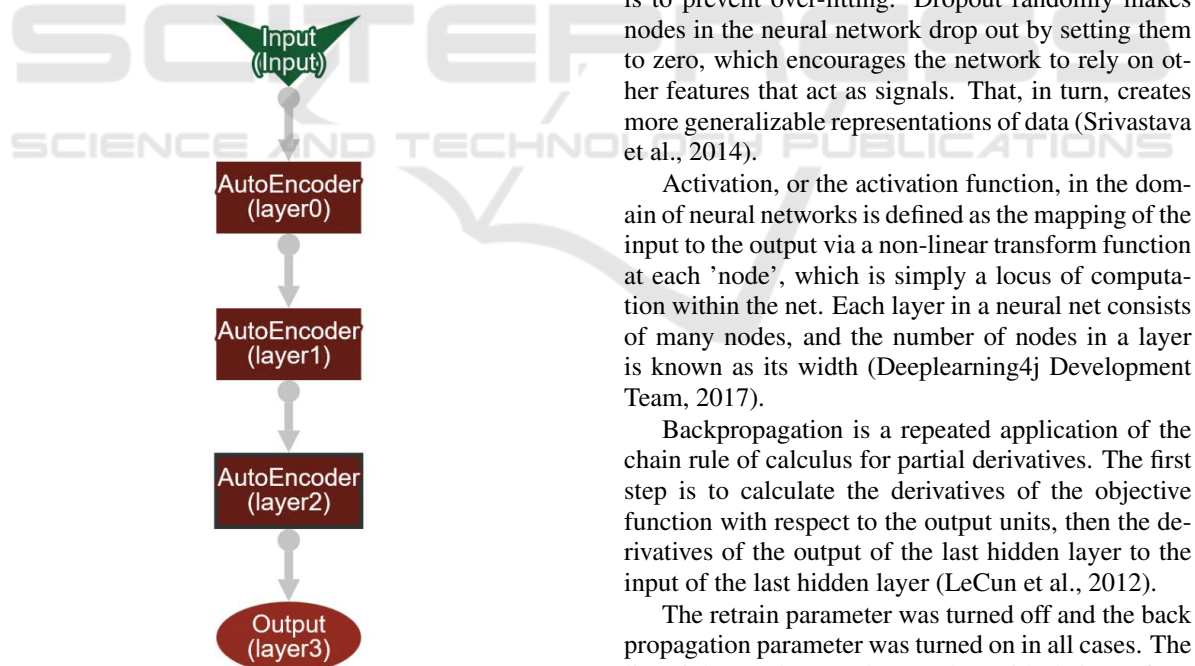 Input
(Input)
AutoEncoder
(layer0)
AutoEncoder
(layer1)
AutoEncoder
(layer2)
Output
(layer3)
SCITEPRESS
SCIENCE AND TECHNOLOGY PUBLICATIONS
is to prevent over-fitting. Dropout randomly makes
nodes in the neural network drop out by setting them
to zero, which encourages the network to rely on ot-
her features that act as signals. That, in turn, creates
more generalizable representations of data (Srivastava
et al., 2014).
Activation, or the activation function, in the dom-
ain of neural networks is defined as the mapping of the
input to the output via a non-linear transform function
at each 'node', which is simply a locus of computa-
tion within the net. Each layer in a neural net consists
of many nodes, and the number of nodes in a layer
is known as its width (Deeplearning4j Development
Team, 2017).
Backpropagation is a repeated application of the
chain rule of calculus for partial derivatives. The first
step is to calculate the derivatives of the objective
function with respect to the output units, then the de-
rivatives of the output of the last hidden layer to the
input of the last hidden layer (LeCun et al., 2012).
The retrain parameter was turned off and the back
propagation parameter was turned on in all cases. The